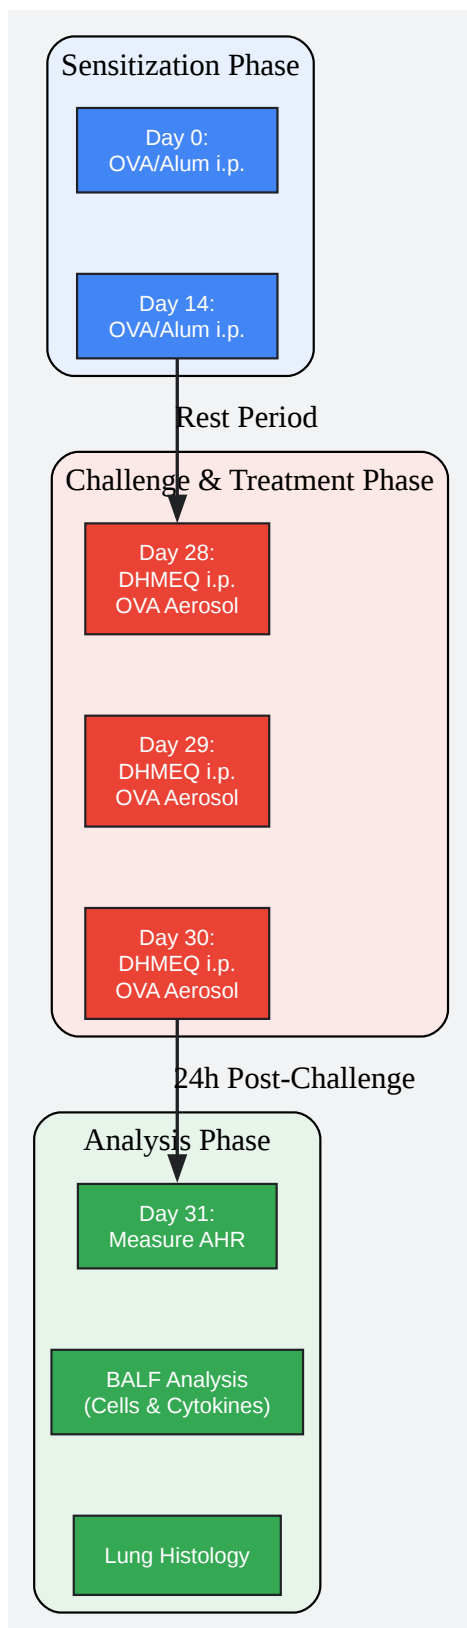 Sensitization Phase
Day 0:
OVA/Alum i.p.
Day 14:
OVA/Alum i.p.
Rest Period
Challenge & Treatment Phase
Day 28:
DHMEQ i.p.
OVA Aerosol
Day 29:
DHMEQ i.p.
OVA Aerosol
Day 30:
DHMEQ i.p.
OVA Aerosol
24h Post-Challenge
Analysis Phase
Day 31:
Measure AHR
BALF Analysis
(Cells & Cytokines)
Lung Histology